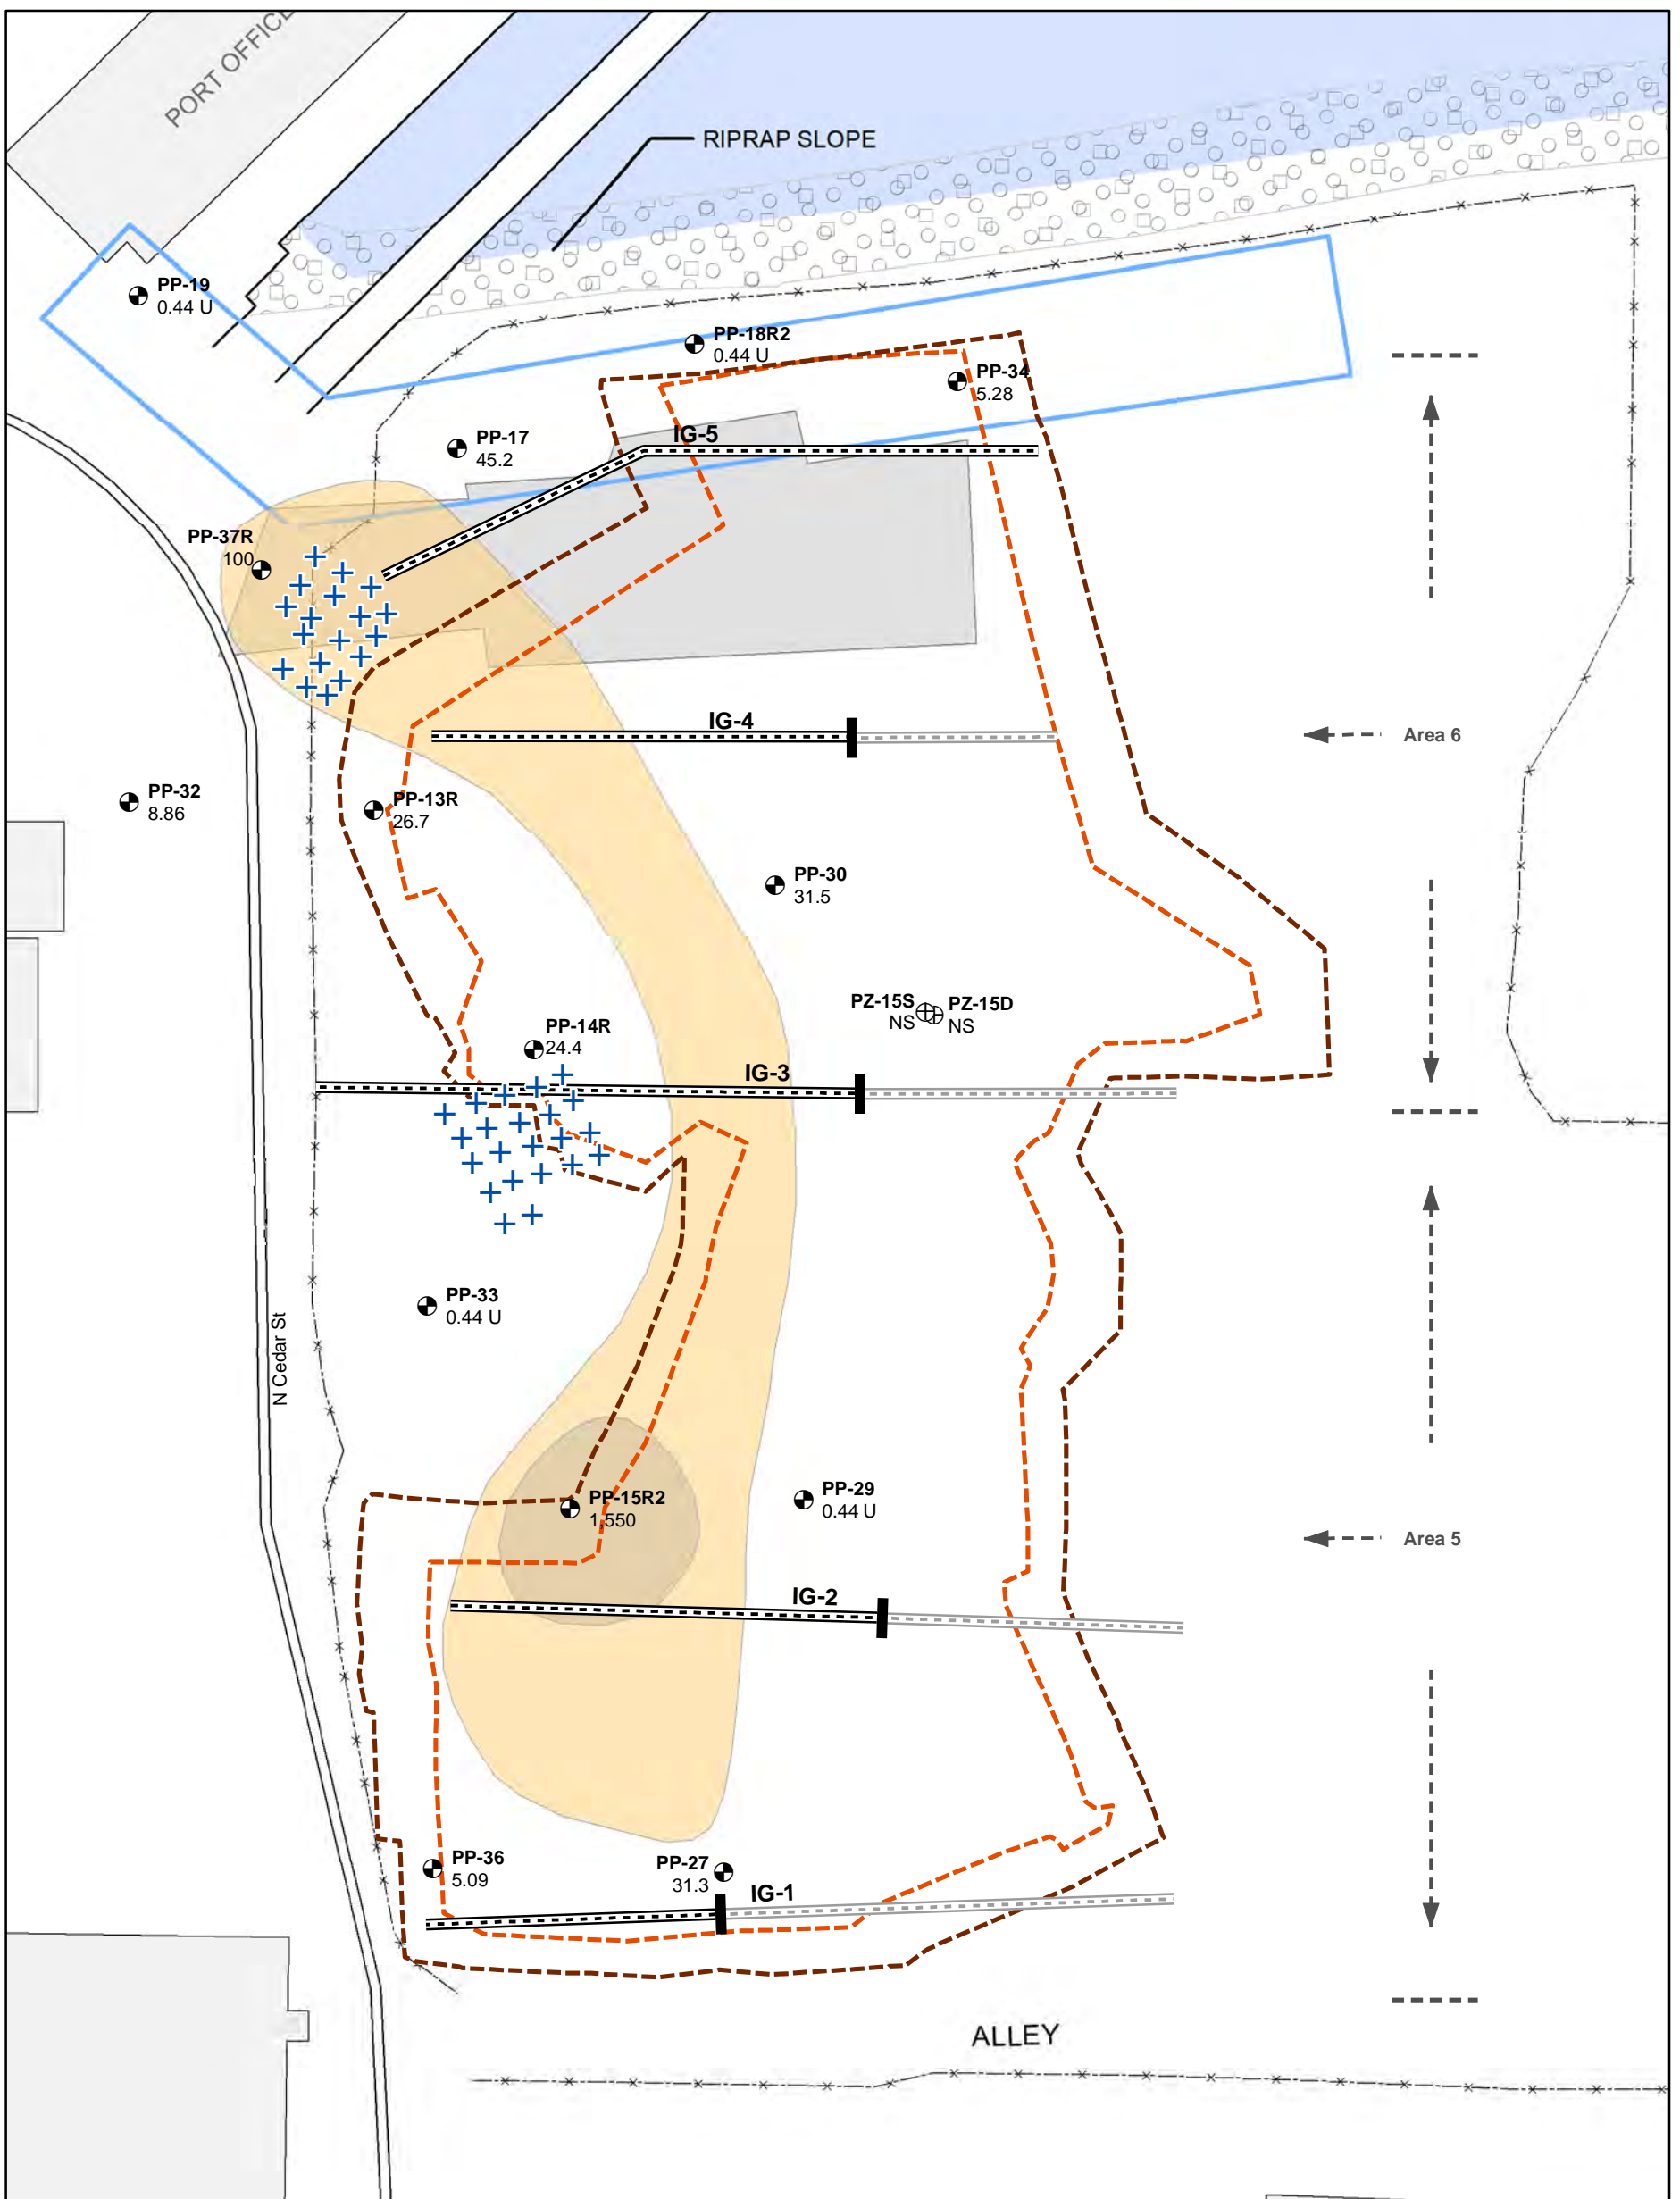 PORT OFFICE
RIPRAP SLOPE
PP-19
0.44 U
PP-18R2
0.44 U
PP-34
5.28
PP-17
45.2
IG-5
PP-37R
100
IG-4
Area 6
PP-32
8.86
PP-13R
26.7
PP-30
31.5
PZ-15S
NS
PZ-15D
NS
PP-14R
24.4
IG-3
PP-33
0.44 U
N Cedar St
PP-15R2
1,550
PP-29
0.44 U
Area 5
IG-2
PP-36
5.09
PP-27
31.3
IG-1
ALLEY